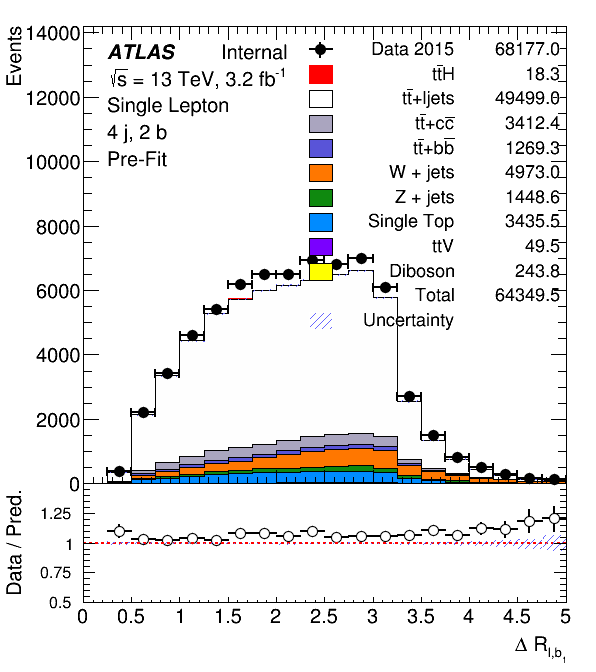 Events
14000
12000
10000
8000
6000
4000
2000
0
ATLAS Internal
√s = 13 TeV, 3.2 fb-1
Single Lepton
4 j, 2 b
Pre-Fit
Data 2015 68177.0
tt̄H 18.3
tt̄+ljets 49499.0
tt̄+cc̄ 3412.4
tt̄+bb̄ 1269.3
W + jets 4973.0
Z + jets 1448.6
Single Top 3435.5
ttV 49.5
Diboson 243.8
Total 64349.5
Uncertainty
Data / Pred.
1.25
1
0.75
0.5
0 0.5 1 1.5 2 2.5 3 3.5 4 4.5 5
Δ Rl,b1